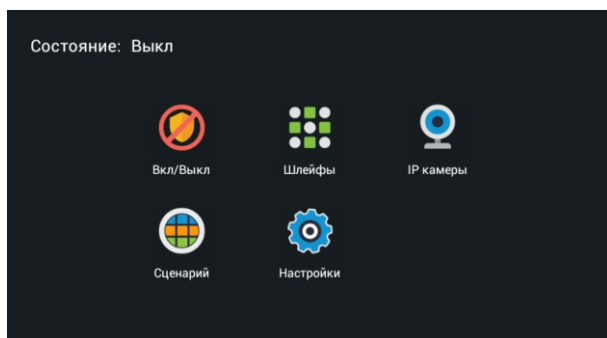 Состояние: Выкл
Вкл/Выкл Шлейфы IP камеры
Сценарий Настройки